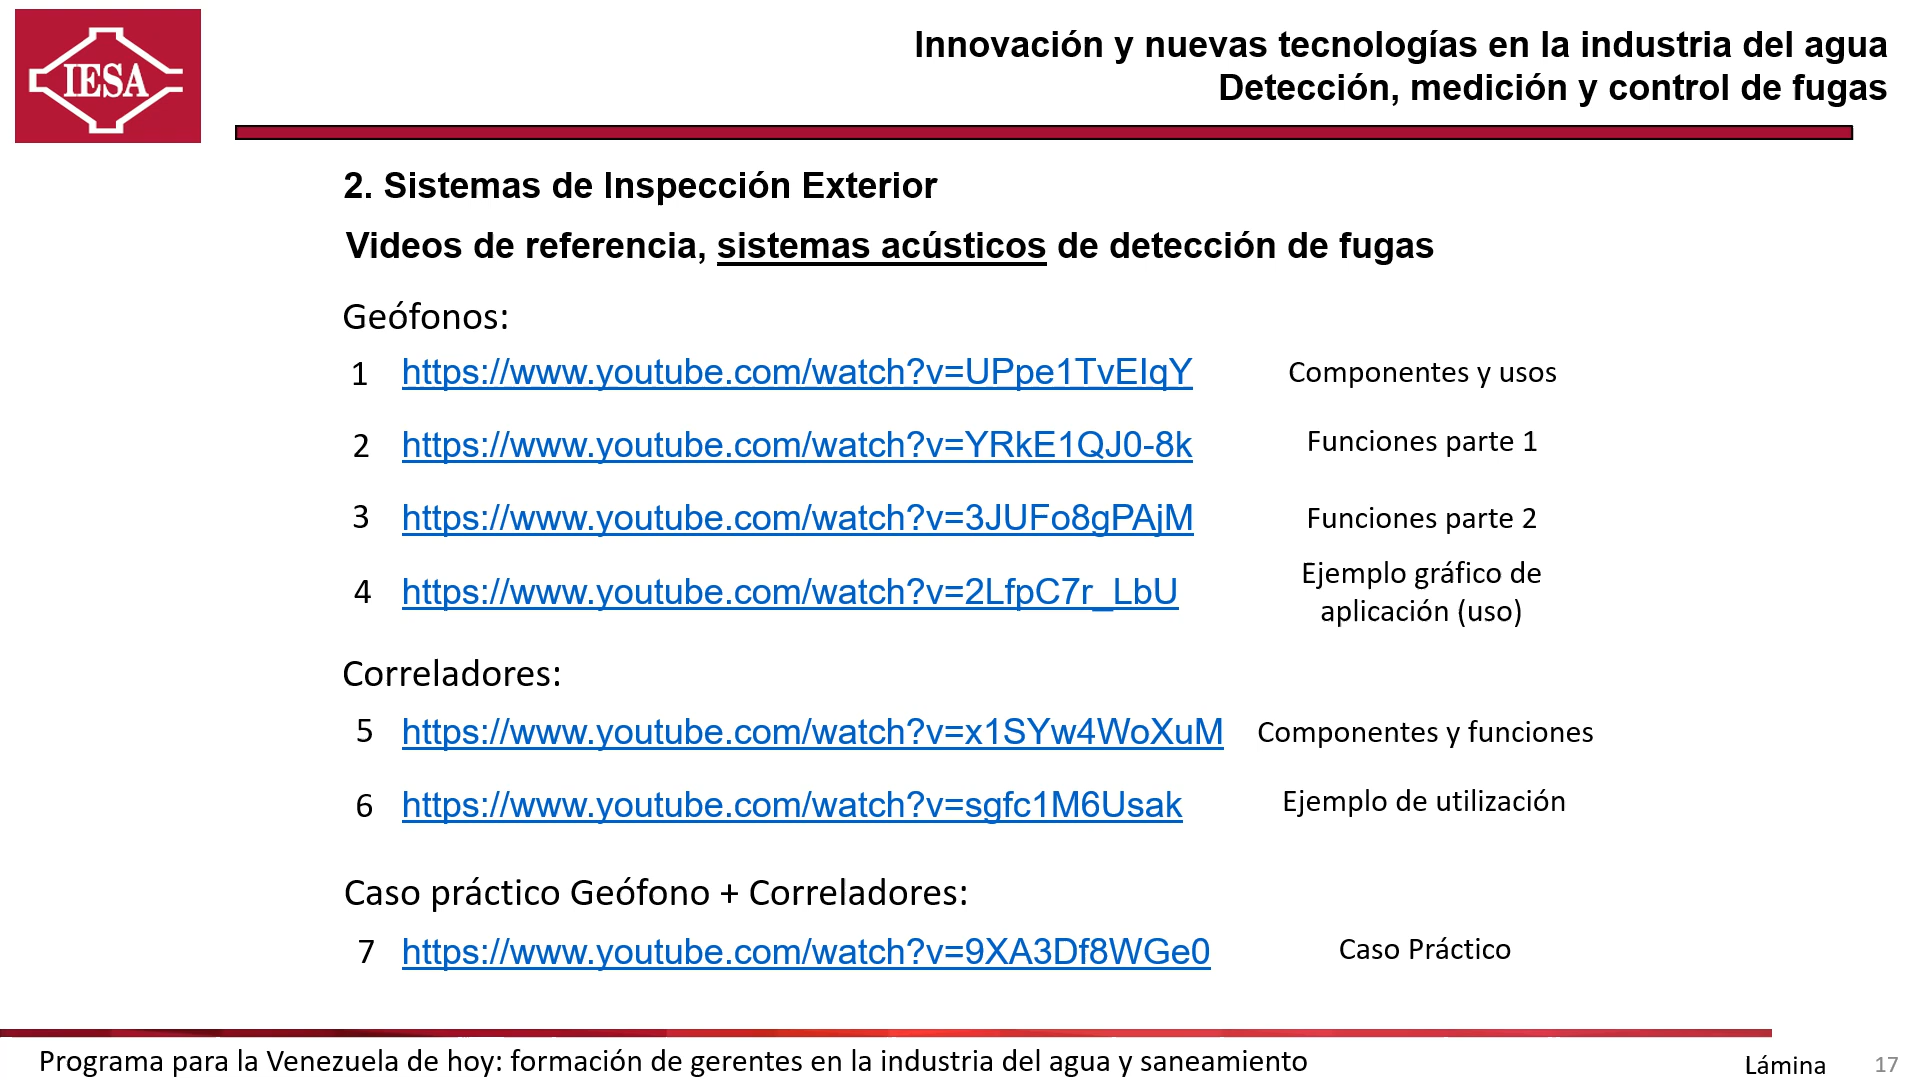 IESA
Innovación y nuevas tecnologías en la industria del agua
Detección, medición y control de fugas
2. Sistemas de Inspección Exterior
Videos de referencia, sistemas acústicos de detección de fugas
Geófonos:
1 https://www.youtube.com/watch?v=UPpe1TvEIqY Componentes y usos
2 https://www.youtube.com/watch?v=YRkE1QJ0-8k Funciones parte 1
3 https://www.youtube.com/watch?v=3JUFo8gPAjM Funciones parte 2
4 https://www.youtube.com/watch?v=2LfpC7r_LbU Ejemplo gráfico de
aplicación (uso)
Correladores:
5 https://www.youtube.com/watch?v=x1SYw4WoXuM Componentes y funciones
6 https://www.youtube.com/watch?v=sgfc1M6Usak Ejemplo de utilización
Caso práctico Geófono + Correladores:
7 https://www.youtube.com/watch?v=9XA3Df8WGe0 Caso Práctico
Programa para la Venezuela de hoy: formación de gerentes en la industria del agua y saneamiento
Lámina 17